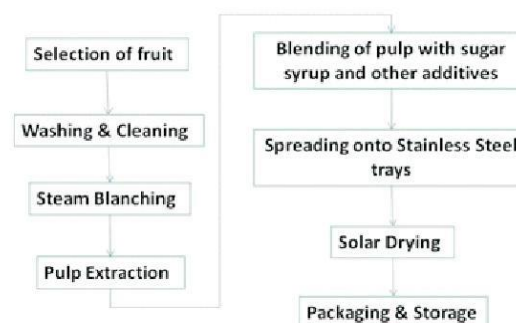 Selection of fruit
Washing & Cleaning
Steam Blanching
Pulp Extraction
Blending of pulp with sugar
syrup and other additives
Spreading onto Stainless Steel
trays
Solar Drying
Packaging & Storage